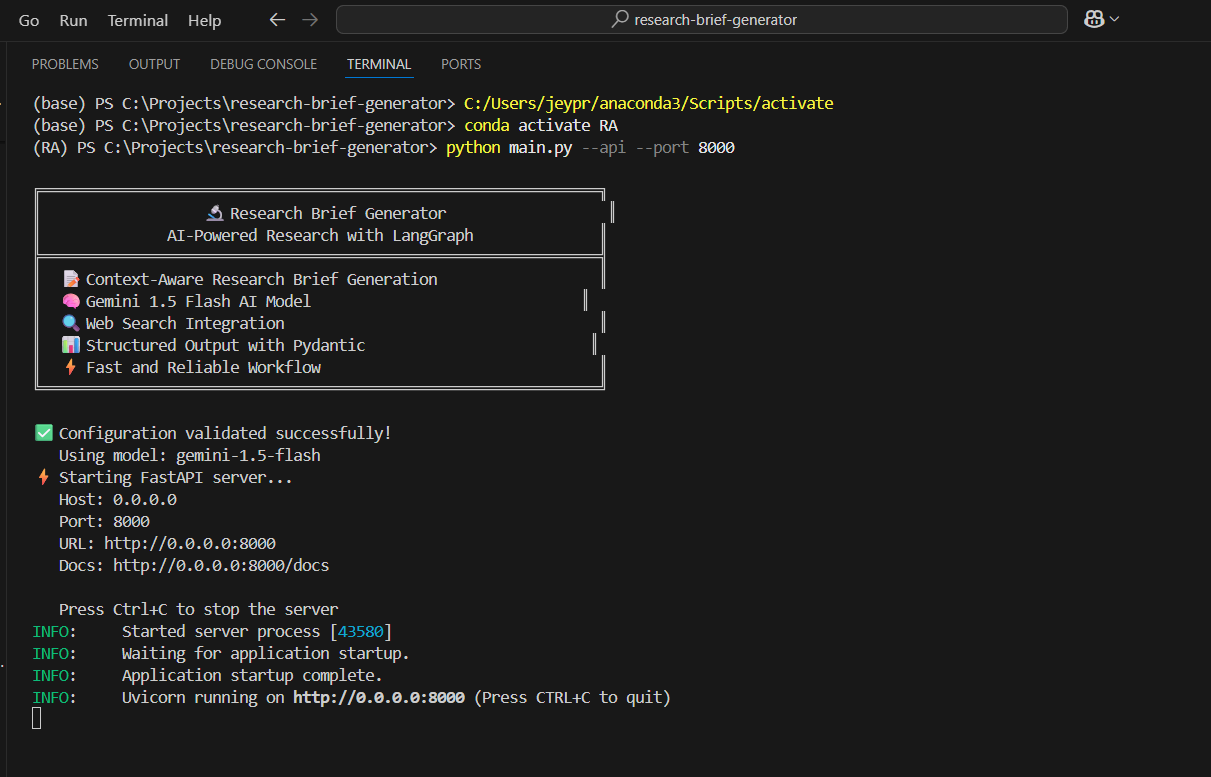 Go Run Terminal Help ← → research-brief-generator
PROBLEMS OUTPUT DEBUG CONSOLE TERMINAL PORTS
(base) PS C:\Projects\research-brief-generator> C:/Users/jeypr/anaconda3/Scripts/activate
(base) PS C:\Projects\research-brief-generator> conda activate RA
(RA) PS C:\Projects\research-brief-generator> python main.py --api --port 8000
🔬 Research Brief Generator
AI-Powered Research with LangGraph
📝 Context-Aware Research Brief Generation
🧠 Gemini 1.5 Flash AI Model
🔍 Web Search Integration
📊 Structured Output with Pydantic
⚡ Fast and Reliable Workflow
✅ Configuration validated successfully!
Using model: gemini-1.5-flash
⚡ Starting FastAPI server...
Host: 0.0.0.0
Port: 8000
URL: http://0.0.0.0:8000
Docs: http://0.0.0.0:8000/docs
Press Ctrl+C to stop the server
INFO: Started server process [43580]
INFO: Waiting for application startup.
INFO: Application startup complete.
INFO: Uvicorn running on http://0.0.0.0:8000 (Press CTRL+C to quit)